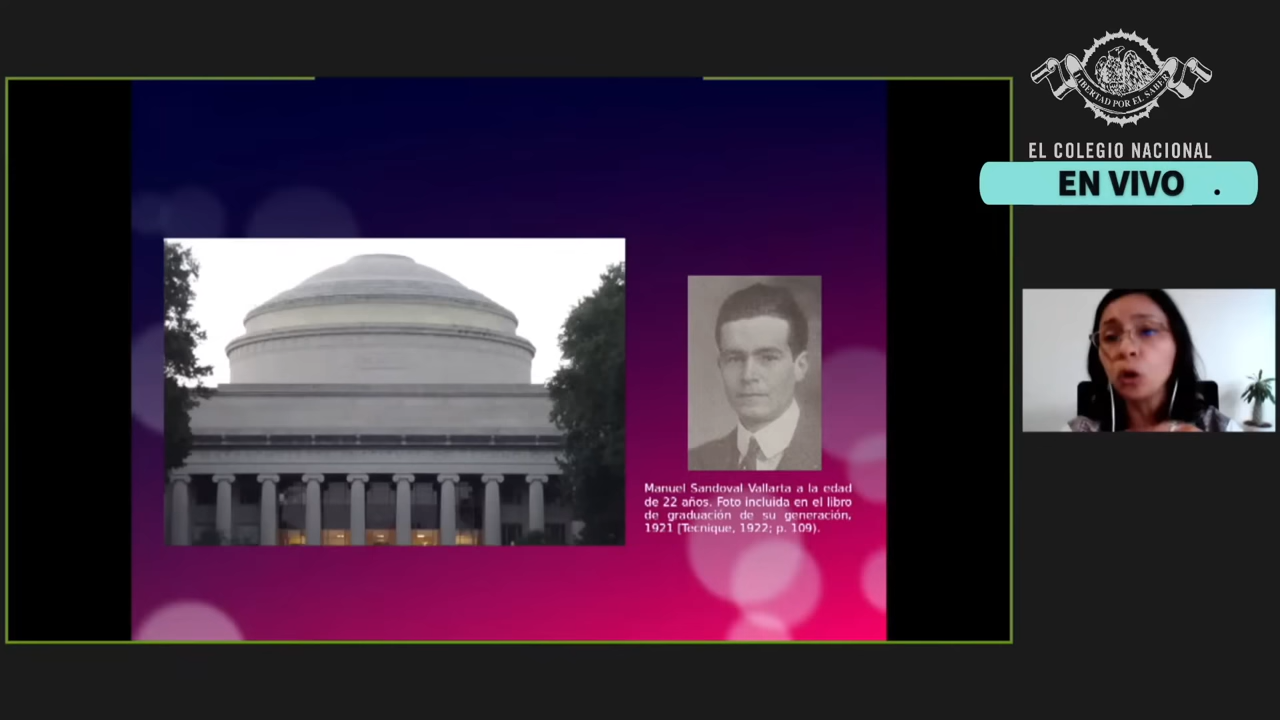 LIBERTAD POR EL SABER
EL COLEGIO NACIONAL
EN VIVO .
Manuel Sandoval Vallarta a la edad
de 22 años. Foto incluida en el libro
de graduación de su generación,
1921 [Tecnique, 1922; p. 109).